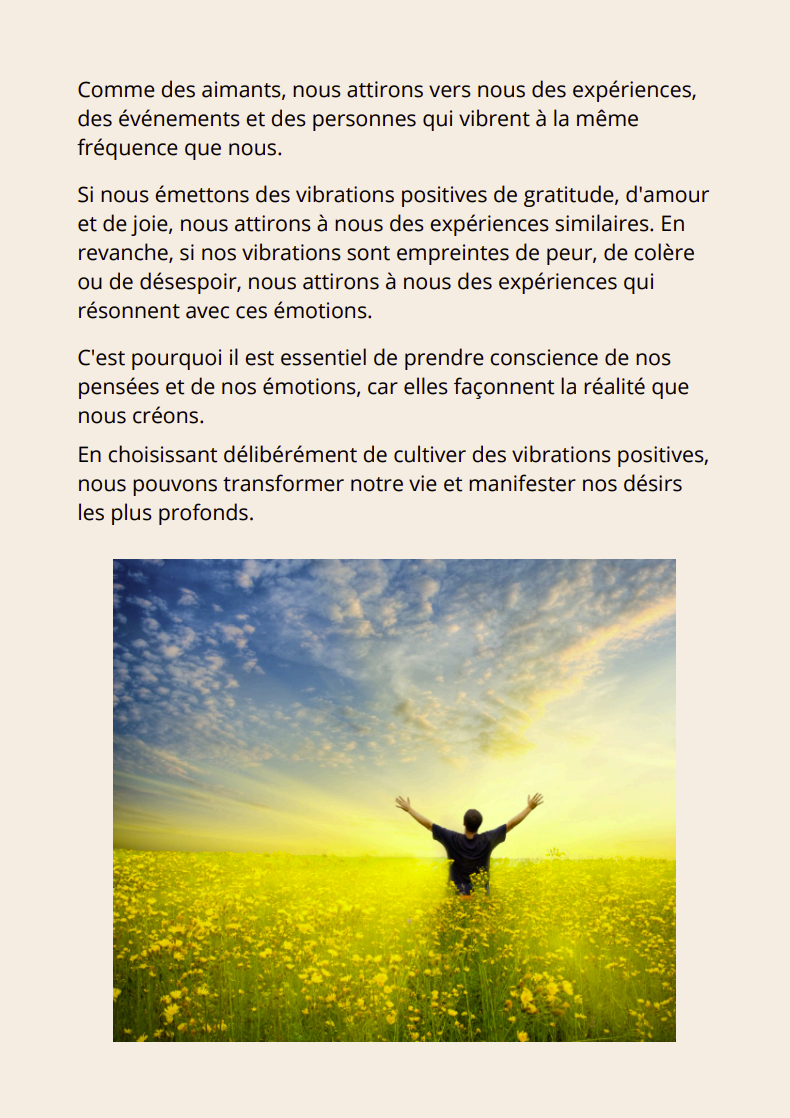 Comme des aimants, nous attirons vers nous des expériences,
des événements et des personnes qui vibrent à la même
fréquence que nous.
Si nous émettons des vibrations positives de gratitude, d'amour
et de joie, nous attirons à nous des expériences similaires. En
revanche, si nos vibrations sont empreintes de peur, de colère
ou de désespoir, nous attirons à nous des expériences qui
résonnent avec ces émotions.
C'est pourquoi il est essentiel de prendre conscience de nos
pensées et de nos émotions, car elles façonnent la réalité que
nous créons.
En choisissant délibérément de cultiver des vibrations positives,
nous pouvons transformer notre vie et manifester nos désirs
les plus profonds.